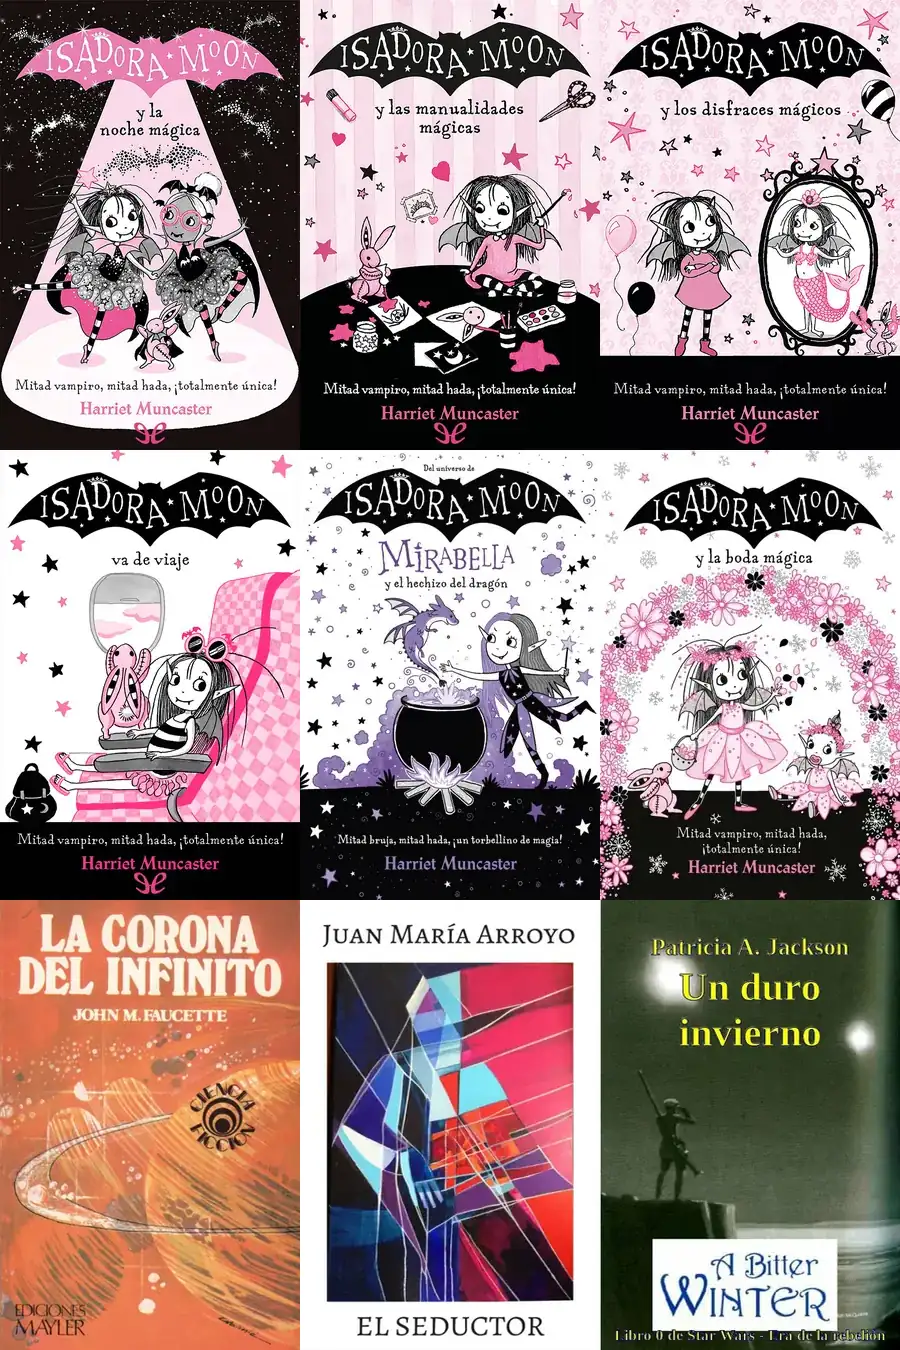 ISADORA MOON
y la
noche mágica
Mitad vampiro, mitad hada, ¡totalmente única!
Harriet Muncaster
ISADORA MOON
y las manualidades
mágicas
Mitad vampiro, mitad hada, ¡totalmente única!
Harriet Muncaster
ISADORA MOON
y los disfraces mágicos
Mitad vampiro, mitad hada, ¡totalmente única!
Harriet Muncaster
ISADORA MOON
va de viaje
Mitad vampiro, mitad hada, ¡totalmente única!
Harriet Muncaster
Del universo de
ISADORA MOON
MIRABELLA
y el hechizo del dragón
Mitad bruja, mitad hada, ¡un torbellino de magia!
Harriet Muncaster
ISADORA MOON
y la boda mágica
Mitad vampiro, mitad hada,
¡totalmente única!
Harriet Muncaster
LA CORONA
DEL INFINITO
JOHN M. FAUCETTE
CIENCIA
FICCION
EDICIONES
MAYLER
JUAN MARÍA ARROYO
EL SEDUCTOR
Patricia A. Jackson
Un duro
invierno
A Bitter
WINTER
Libro 0 de Star Wars - Era de la rebelión